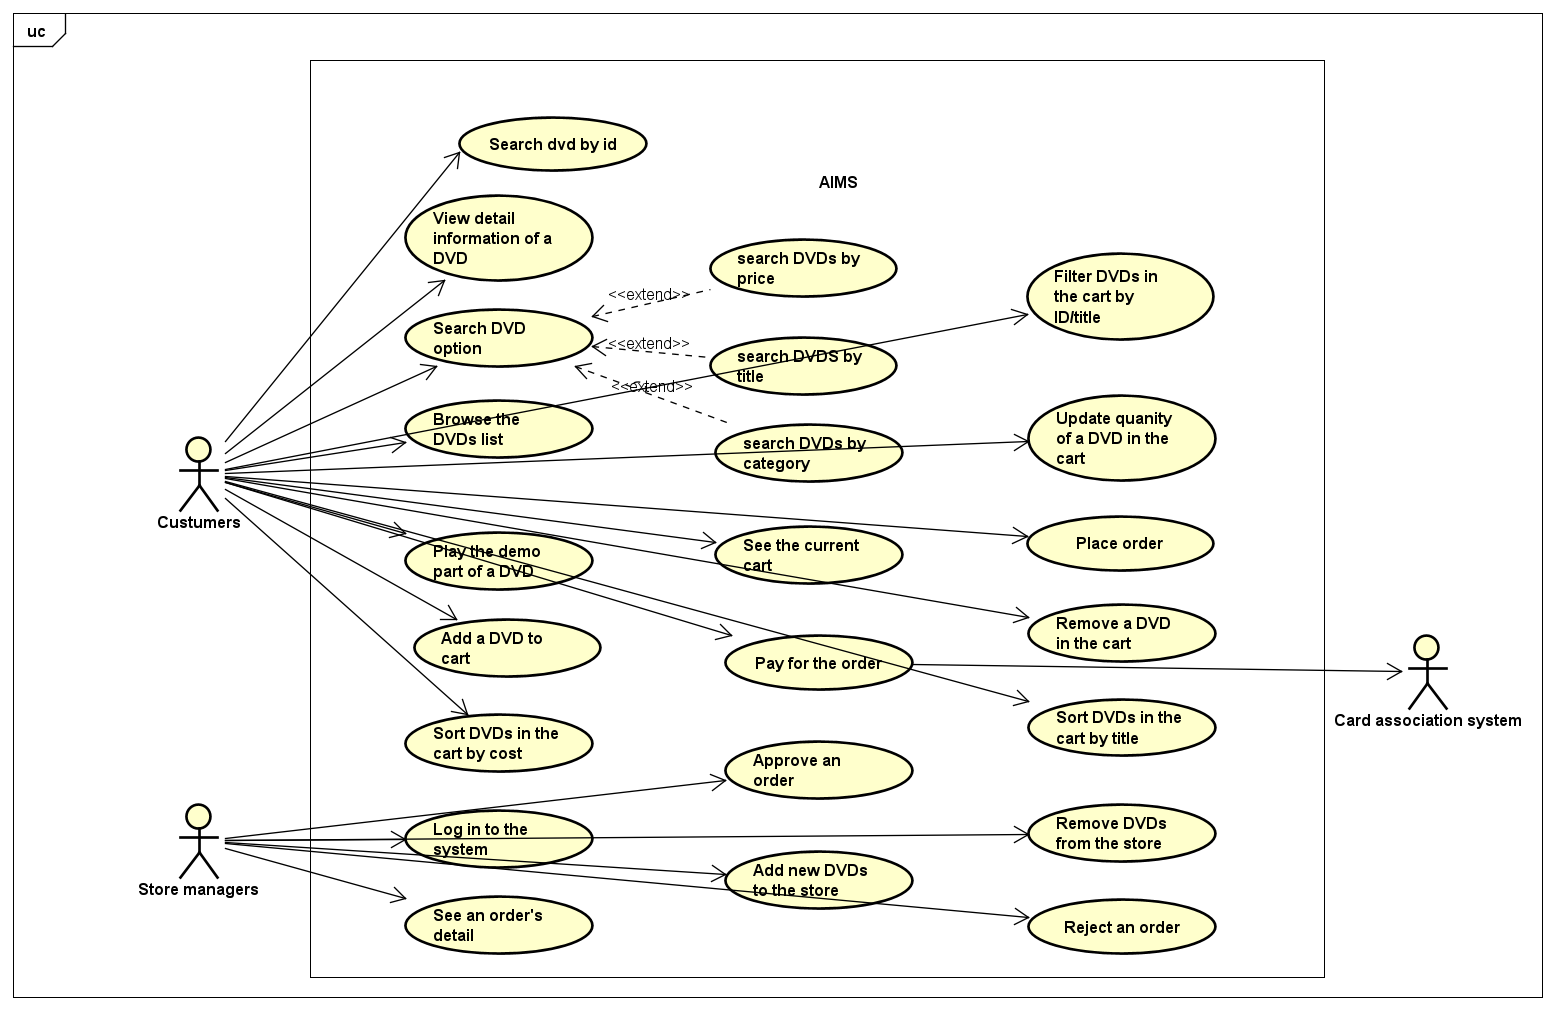 uc
Search dvd by id
AIMS
View detail
information of a
DVD
search DVDs by
price
Filter DVDs in
the cart by
ID/title
<<extend>>
Search DVD
option
<<extend>>
search DVDS by
title
<<extend>>
Browse the
DVDs list
search DVDs by
category
Update quanity
of a DVD in the
cart
Custumers
Play the demo
part of a DVD
See the current
cart
Place order
Add a DVD to
cart
Pay for the order
Remove a DVD
in the cart
Card association system
Sort DVDs in the
cart by cost
Sort DVDs in the
cart by title
Approve an
order
Store managers
Log in to the
system
Remove DVDs
from the store
Add new DVDs
to the store
See an order's
detail
Reject an order